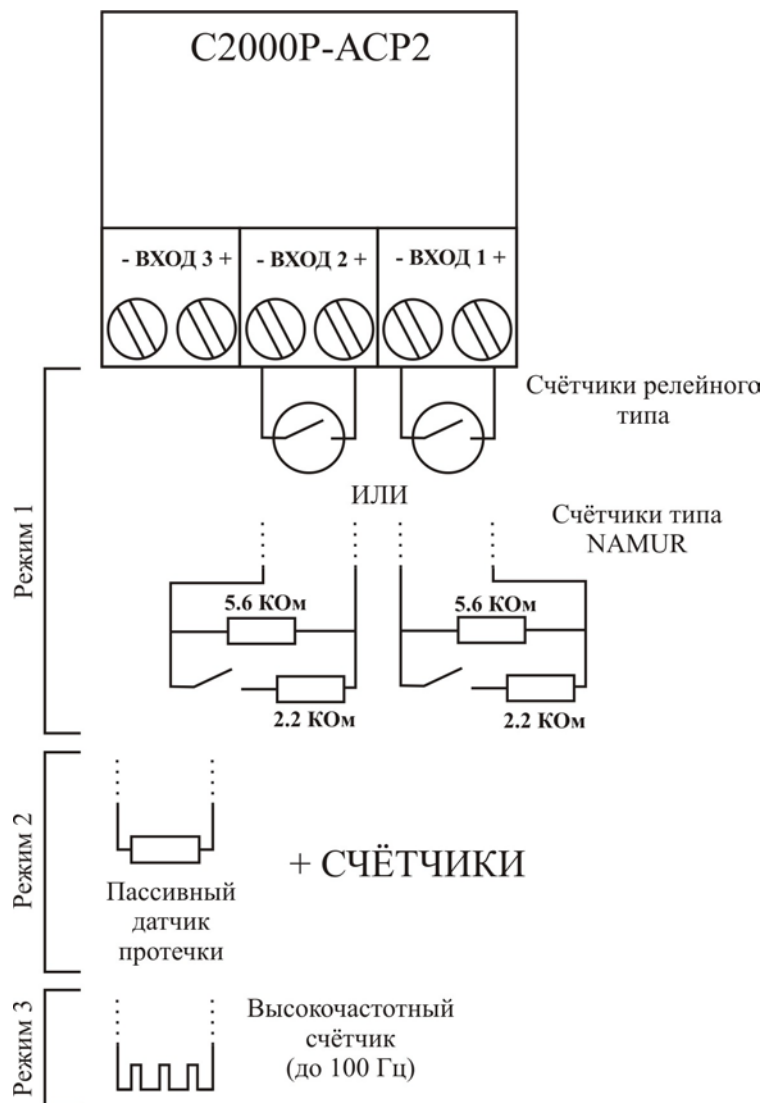 С2000Р-АСР2
- ВХОД 3 +
- ВХОД 2 +
- ВХОД 1 +
Режим 1
Счётчики релейного
типа
ИЛИ
Счётчики типа
NAMUR
5.6 КОм
5.6 КОм
2.2 КОм
2.2 КОм
Режим 2
+ СЧЁТЧИКИ
Пассивный
датчик
протечки
Режим 3
Высокочастотный
счётчик
(до 100 Гц)